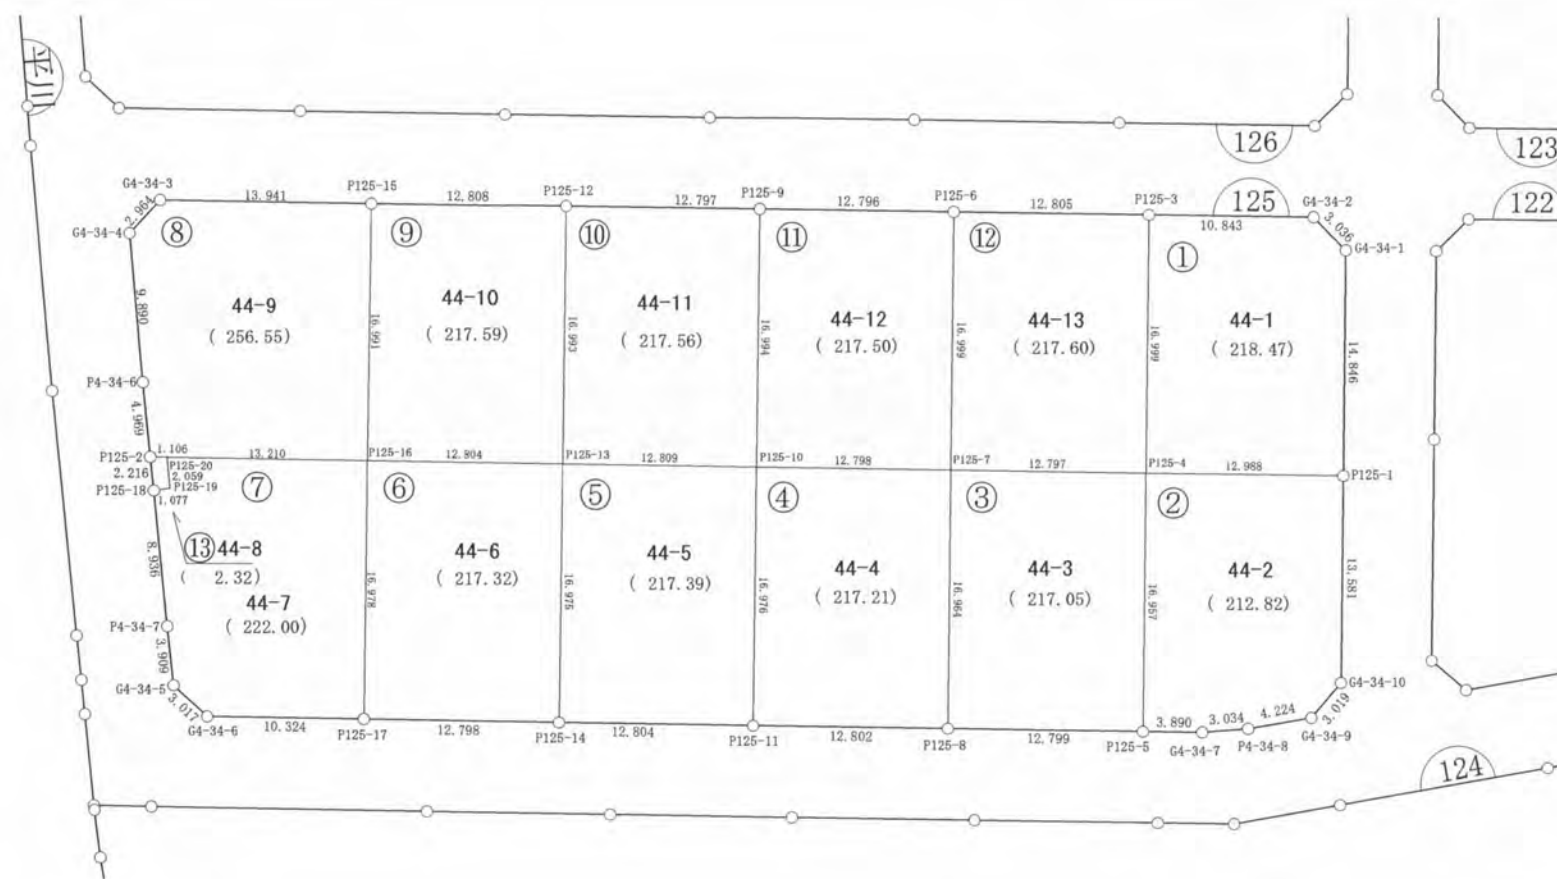 平川
126
123
125
122
124
G4-34-3
13.941
P125-15
12.808
P125-12
12.797
P125-9
12.796
P125-6
12.805
P125-3
10.843
G4-34-2
2.964
3.036
G4-34-4
G4-34-1
⑧
⑨
⑩
⑪
⑫
①
9.890
44-9
( 256.55)
16.991
44-10
( 217.59)
16.993
44-11
( 217.56)
16.994
44-12
( 217.50)
16.999
44-13
( 217.60)
16.999
44-1
( 218.47)
14.846
P4-34-6
4.969
P125-2
1.106
13.210
P125-16
12.804
P125-13
12.809
P125-10
12.798
P125-7
12.797
P125-4
12.988
P125-1
2.216
P125-20
2.059
P125-19
P125-18
1.077
⑦
⑥
⑤
④
③
②
8.936
⑬ 44-8
( 2.32)
44-7
( 222.00)
16.978
44-6
( 217.32)
16.975
44-5
( 217.39)
16.976
44-4
( 217.21)
16.964
44-3
( 217.05)
16.957
44-2
( 212.82)
13.581
P4-34-7
3.909
G4-34-5
3.017
G4-34-6
10.324
P125-17
12.798
P125-14
12.804
P125-11
12.802
P125-8
12.799
P125-5
3.890
G4-34-7
3.034
P4-34-8
4.224
G4-34-9
3.019
G4-34-10